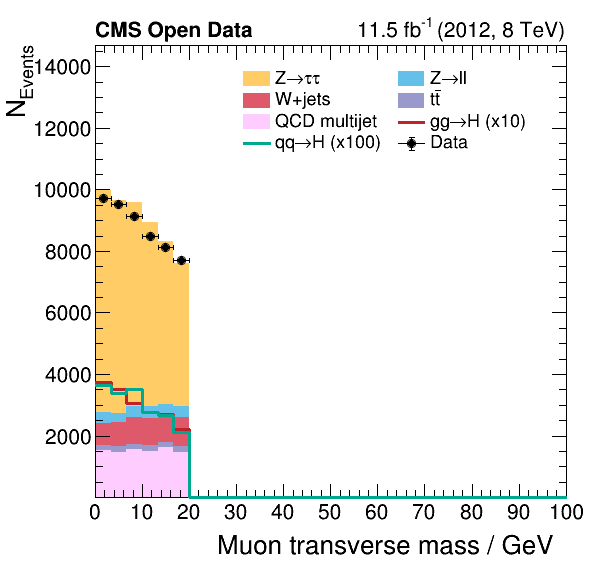 CMS Open Data 11.5 fb⁻¹ (2012, 8 TeV)
N_Events
14000
12000
10000
8000
6000
4000
2000
Z→ττ Z→ll
W+jets tt̄
QCD multijet gg→H (x10)
qq→H (x100) Data
0 10 20 30 40 50 60 70 80 90 100
Muon transverse mass / GeV